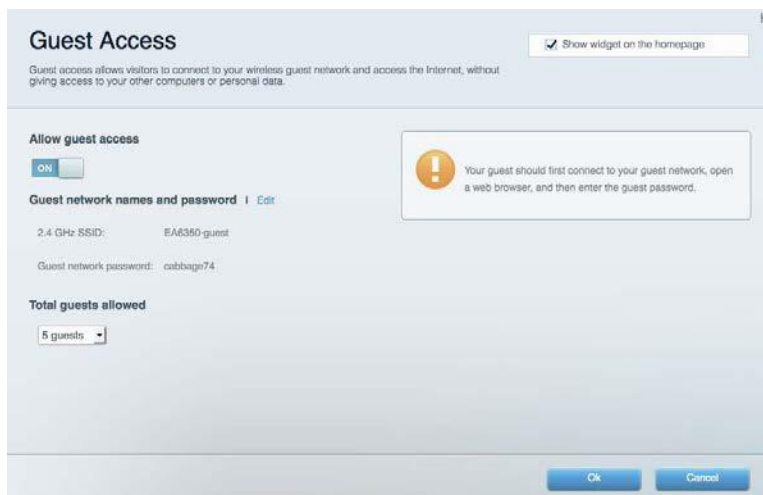 Guest Access
Show widget on the homepage
Guest access allows visitors to connect to your wireless guest network and access the Internet, without
giving access to your other computers or personal data.
Allow guest access
ON
Your guest should first connect to your guest network, open
a web browser, and then enter the guest password.
Guest network names and password | Edit
2.4 GHz SSID: EA6350-guest
Guest network password: cabbage74
Total guests allowed
5 guests
Ok Cancel